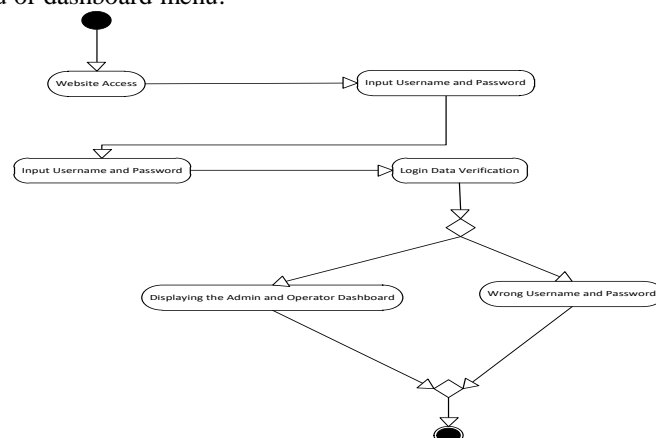 or dashboard menu.
Website Access
Input Username and Password
Input Username and Password
Login Data Verification
Displaying the Admin and Operator Dashboard
Wrong Username and Password